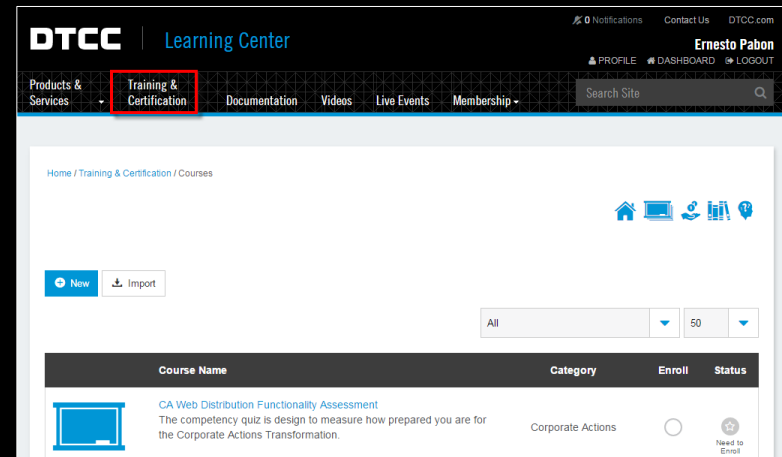 0 Notifications Contact Us DTCC.com
DTCC Learning Center
Ernesto Pabon
PROFILE DASHBOARD LOGOUT
Products &
Services
Training &
Certification
Documentation Videos Live Events Membership
Search Site
Home / Training & Certification / Courses
New Import
All 50
Course Name Category Enroll Status
CA Web Distribution Functionality Assessment
The competency quiz is design to measure how prepared you are for
the Corporate Actions Transformation.
Corporate Actions
Need to
Enroll